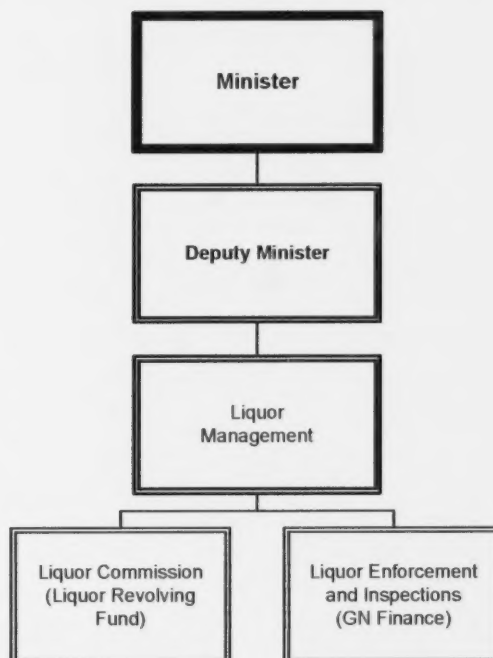 Minister
Deputy Minister
Liquor
Management
Liquor Commission
(Liquor Revolving
Fund)
Liquor Enforcement
and Inspections
(GN Finance)